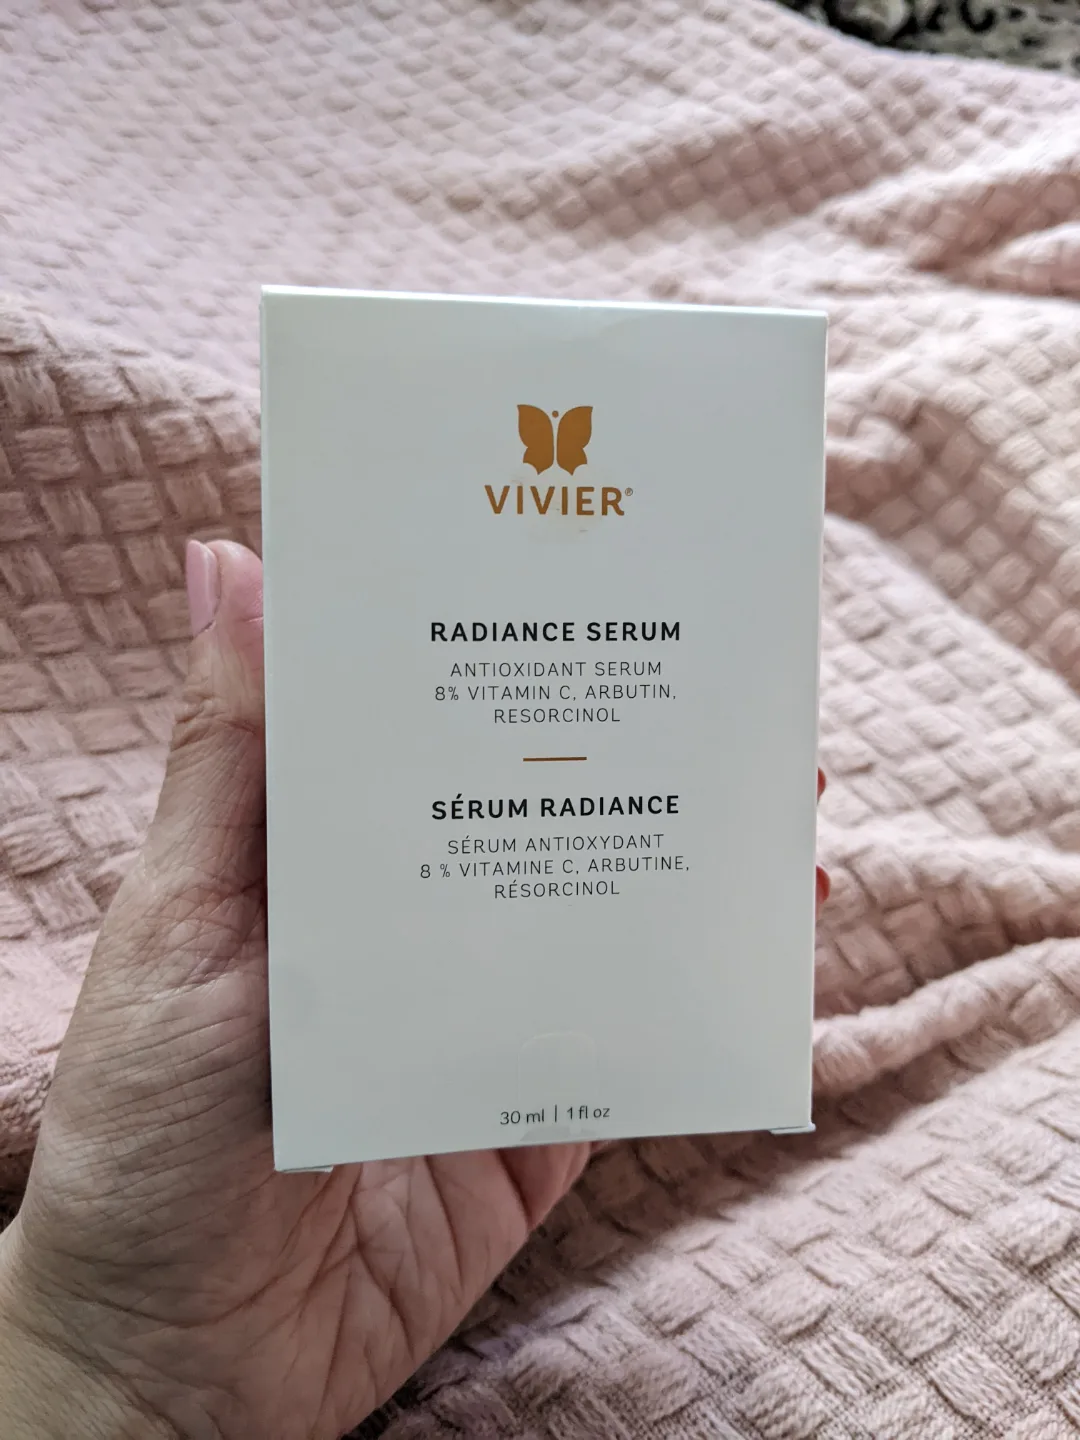 VIVIER®
RADIANCE SERUM
ANTIOXIDANT SERUM
8% VITAMIN C, ARBUTIN,
RESORCINOL
SÉRUM RADIANCE
SÉRUM ANTIOXYDANT
8 % VITAMINE C, ARBUTINE,
RÉSORCINOL
30 ml | 1 fl oz